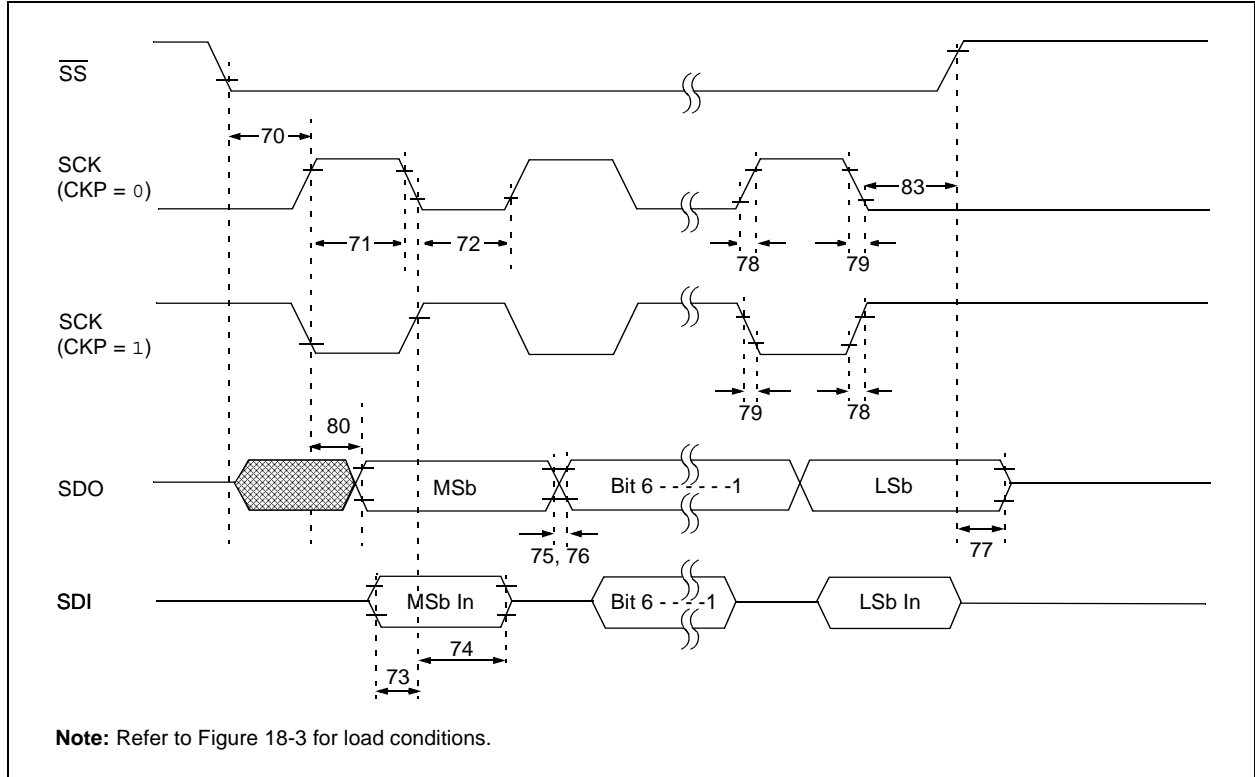 SS
70
SCK
(CKP = 0)
83
71
72
78
79
SCK
(CKP = 1)
79
78
80
SDO
MSb
Bit 6 - - - - - -1
LSb
75, 76
77
SDI
MSb In
Bit 6 - - - -1
LSb In
74
73
Note: Refer to Figure 18-3 for load conditions.